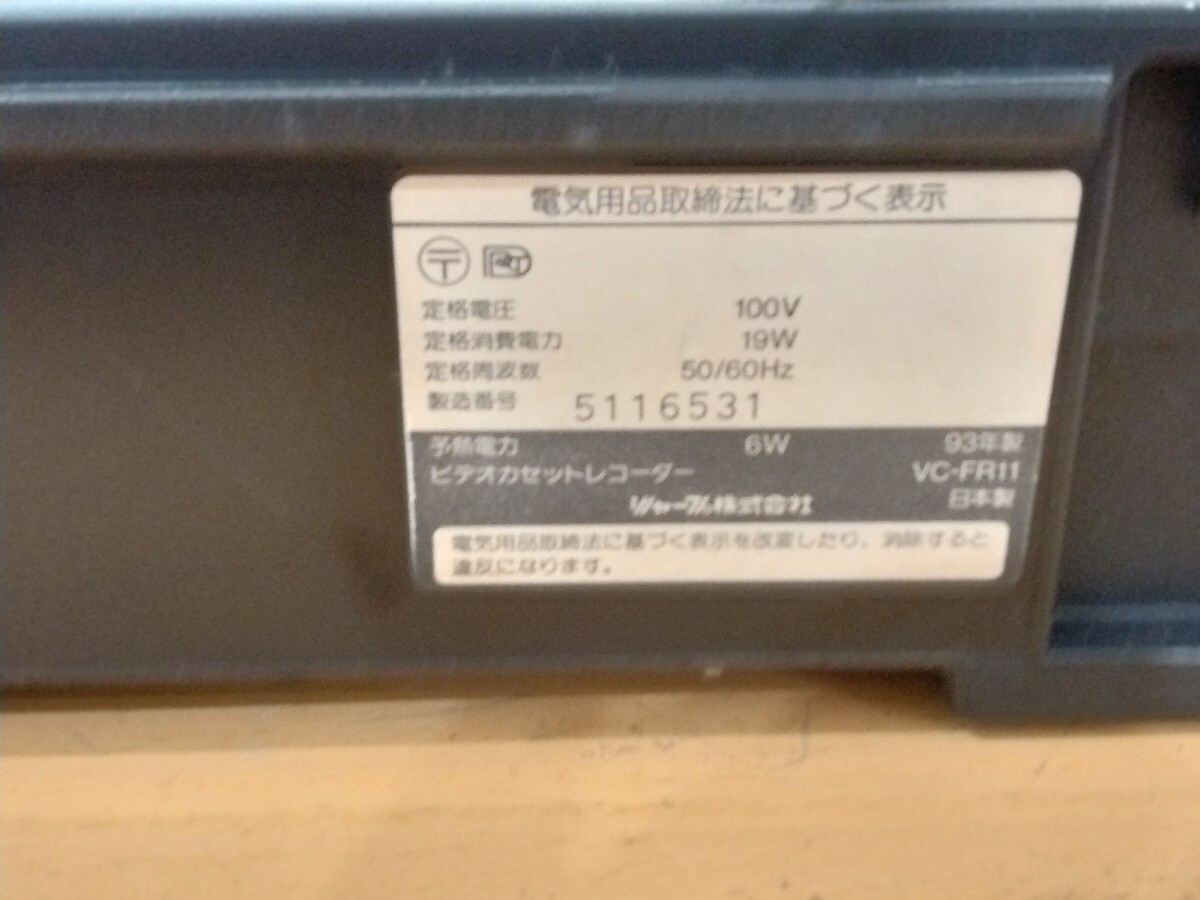 電気用品取締法に基づく表示
〒
定格電圧 100V
定格消費電力 19W
定格周波数 50/60Hz
製造番号 5116531
予熱電力 6W 93年製
ビデオカセットレコーダー VC-FR11
シャープ株式会社 日本製
電気用品取締法に基づく表示を改変したり、消除すると
違反になります。